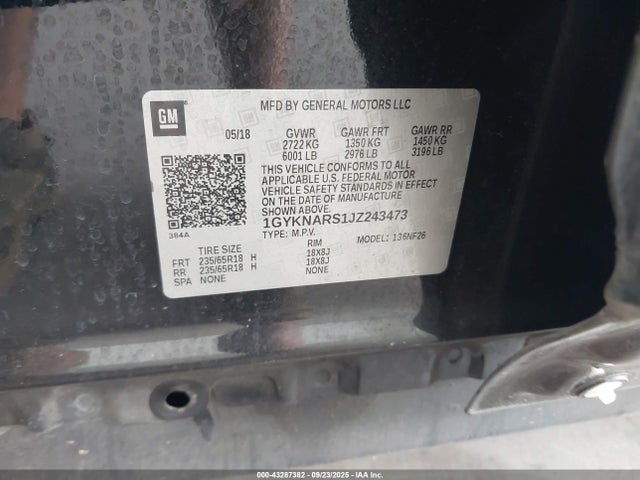 MFD BY GENERAL MOTORS LLC
GM
05/18 GVWR GAWR FRT GAWR RR
2722 KG 1350 KG 1450 KG
6001 LB 2976 LB 3196 LB
THIS VEHICLE CONFORMS TO ALL
APPLICABLE U.S. FEDERAL MOTOR
VEHICLE SAFETY STANDARDS IN EFFECT
ON THE DATE OF MANUFACTURE
SHOWN ABOVE.
384A
1GYKNARS1JZ243473
TYPE: M.P.V. MODEL: 136NF26
TIRE SIZE RIM
FRT 235/65R18 H 18X8J
RR 235/65R18 H 18X8J
SPA NONE NONE
000-43287382 09/23/2025 - COPYRIGHT IAA, LLC